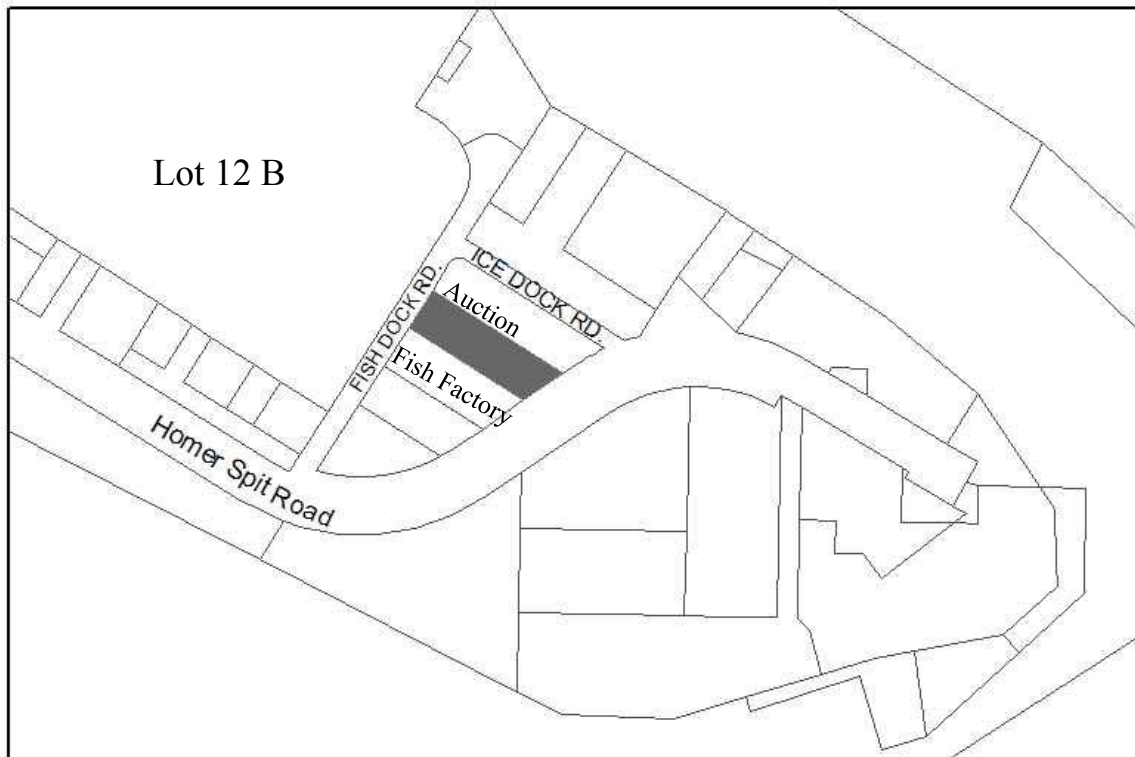 Lot 12 B
ICE DOCK RD.
FISH DOCK RD.
Auction
Fish Factory
Homer Spit Road